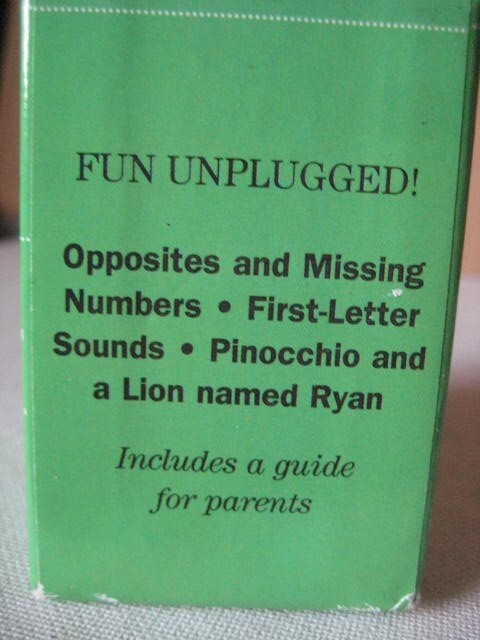 FUN UNPLUGGED!
Opposites and Missing
Numbers • First-Letter
Sounds • Pinocchio and
a Lion named Ryan
Includes a guide
for parents